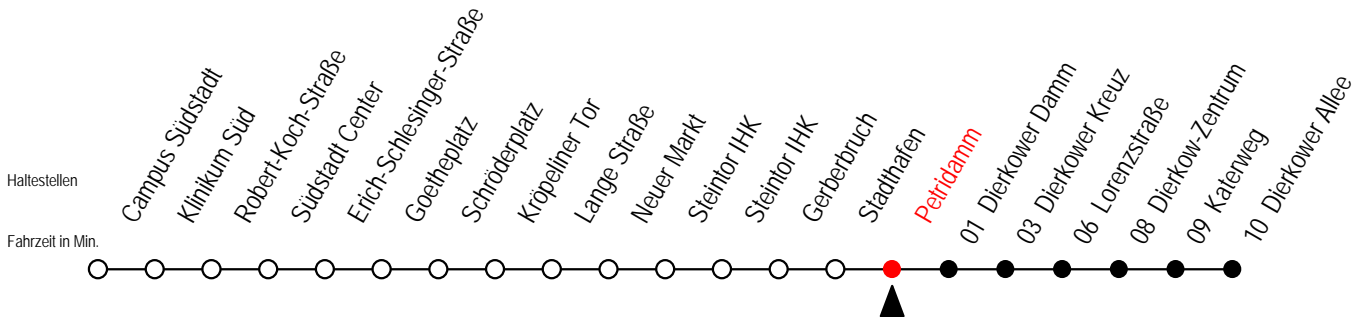 Haltestellen
Campus Südstadt
Klinikum Süd
Robert-Koch-Straße
Südstadt Center
Erich-Schlesinger-Straße
Goetheplatz
Schröderplatz
Kröpeliner Tor
Lange Straße
Neuer Markt
Steintor IHK
Steintor IHK
Gerberbruch
Stadthafen
Petridamm
01 Dierkower Damm
03 Dierkower Kreuz
06 Lorenzstraße
08 Dierkow-Zentrum
09 Katerweg
10 Dierkower Allee
Fahrzeit in Min.